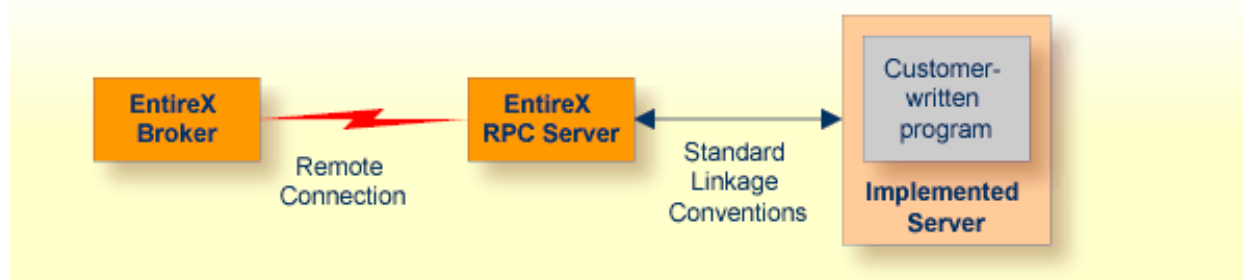 EntireX
Broker
Remote
Connection
EntireX
RPC Server
Standard
Linkage
Conventions
Customer-
written
program
Implemented
Server